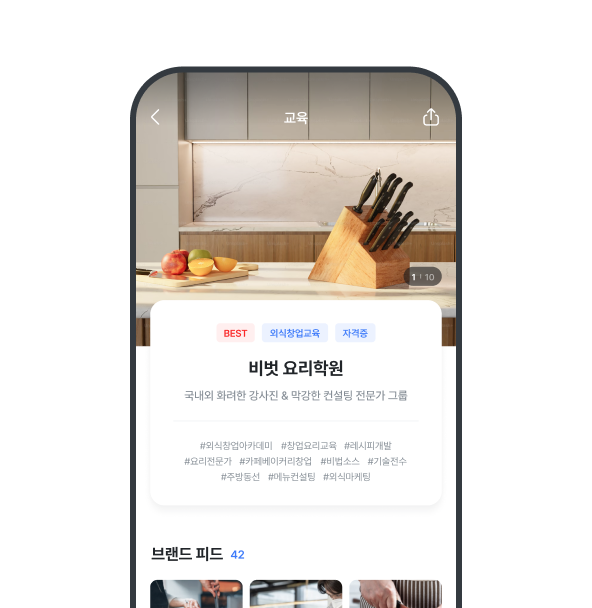 교육
1 | 10
BEST 외식창업교육 자격증
비벗 요리학원
국내외 화려한 강사진 & 막강한 컨설팅 전문가 그룹
#외식창업아카데미 #창업요리교육 #레시피개발
#요리전문가 #카페베이커리창업 #비법소스 #기술전수
#주방동선 #메뉴컨설팅 #외식마케팅
브랜드 피드 42